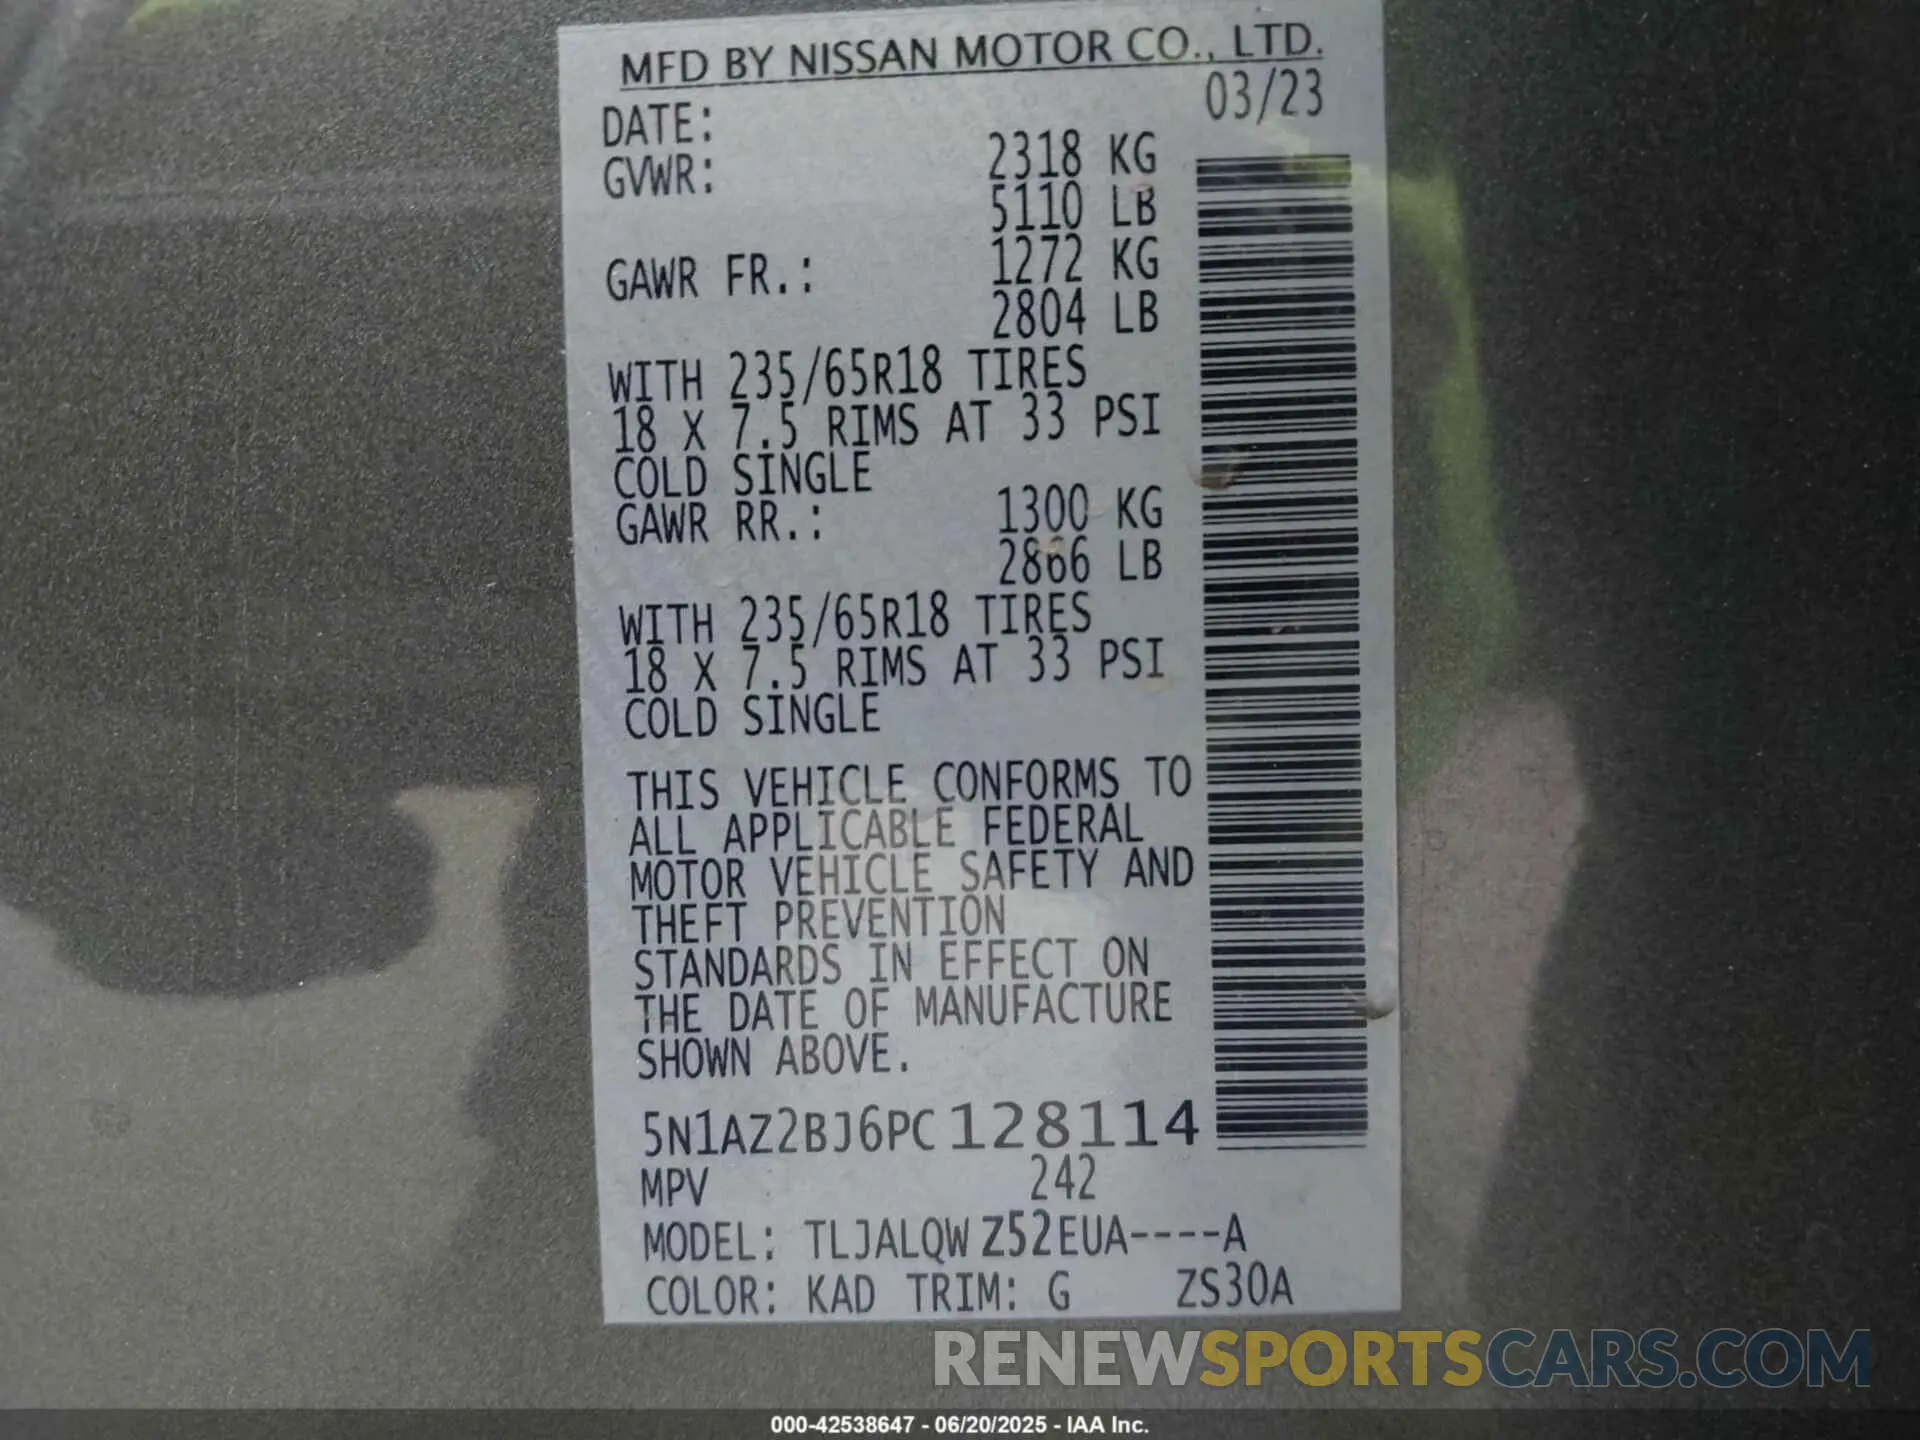 MFD BY NISSAN MOTOR CO., LTD.
DATE: 03/23
GVWR: 2318 KG
5110 LB
GAWR FR.: 1272 KG
2804 LB
WITH 235/65R18 TIRES
18 X 7.5 RIMS AT 33 PSI
COLD SINGLE
GAWR RR.: 1300 KG
2866 LB
WITH 235/65R18 TIRES
18 X 7.5 RIMS AT 33 PSI
COLD SINGLE
THIS VEHICLE CONFORMS TO
ALL APPLICABLE FEDERAL
MOTOR VEHICLE SAFETY AND
THEFT PREVENTION
STANDARDS IN EFFECT ON
THE DATE OF MANUFACTURE
SHOWN ABOVE.
5N1AZ2BJ6PC128114
MPV 242
MODEL: TLJALQW Z52EUA----A
COLOR: KAD TRIM: G ZS30A
RENEWSPORTSCARS.COM
000-42538647 - 06/20/2025 - IAA Inc.